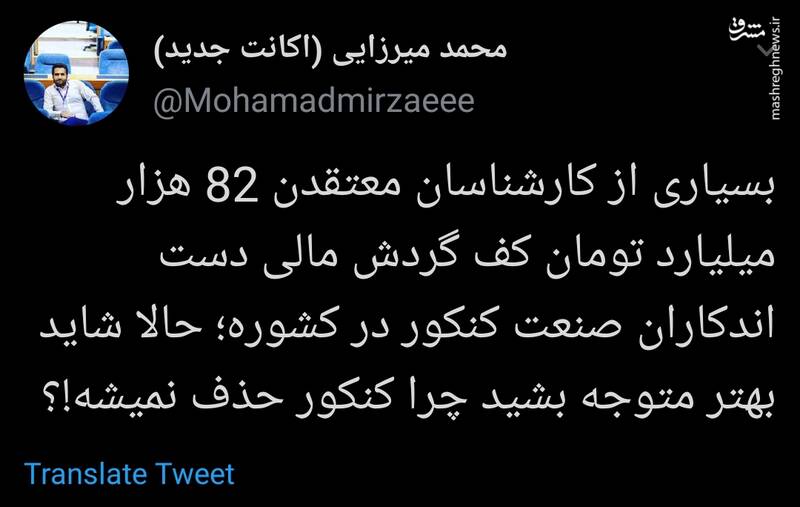 محمد میرزایی (اکانت جدید)
@Mohamadmirzaeee
مشرق
mashreghnews.ir
بسیاری از کارشناسان معتقدن 82 هزار
میلیارد تومان کف گردش مالی دست
اندکاران صنعت کنکور در کشوره؛ حالا شاید
بهتر متوجه بشید چرا کنکور حذف نمیشه!؟
Translate Tweet